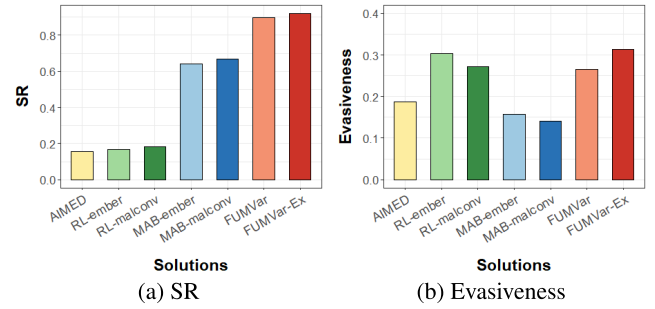 SR
0.8
0.6
0.4
0.2
0.0
AIMED
RL-ember
RL-malconv
MAB-ember
MAB-malconv
FUMVar
FUMVar-Ex
Solutions
(a) SR
Evasiveness
0.4
0.3
0.2
0.1
0.0
AIMED
RL-ember
RL-malconv
MAB-ember
MAB-malconv
FUMVar
FUMVar-Ex
Solutions
(b) Evasiveness